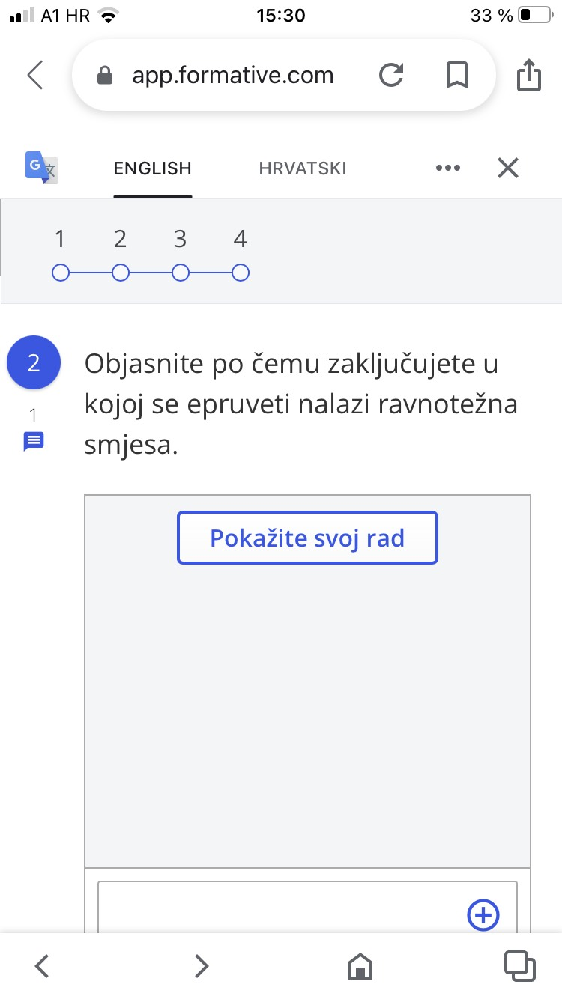 A1 HR 15:30 33 %
app.formative.com
G 文 ENGLISH HRVATSKI
1 2 3 4
2 Objasnite po čemu zaključujete u
kojoj se epruveti nalazi ravnotežna
1
smjesa.
Pokažite svoj rad